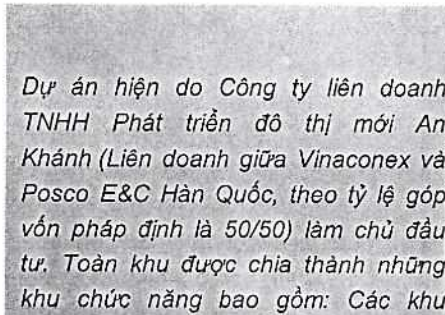 Dự án hiện do Công ty liên doanh
TNHH Phát triển đô thị mới An
Khánh (Liên doanh giữa Vinaconex và
Posco E&C Hàn Quốc, theo tỷ lệ góp
vốn pháp định là 50/50) làm chủ đầu
tư. Toàn khu được chia thành những
khu chức năng bao gồm: Các khu